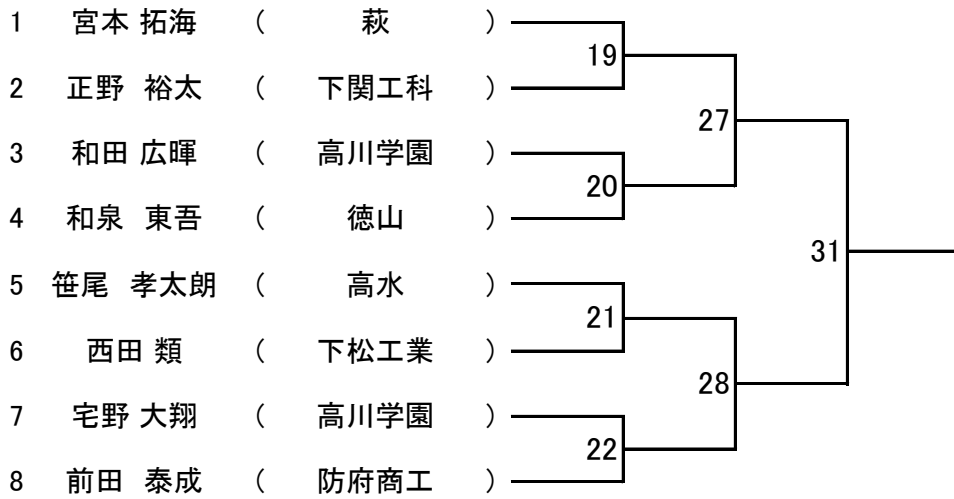 1 宮本 拓海 ( 萩 )
19
2 正野 裕太 ( 下関工科 )
27
3 和田 広暉 ( 高川学園 )
20
4 和泉 東吾 ( 徳山 )
31
5 笹尾 孝太朗 ( 高水 )
21
6 西田 類 ( 下松工業 )
28
7 宅野 大翔 ( 高川学園 )
22
8 前田 泰成 ( 防府商工 )